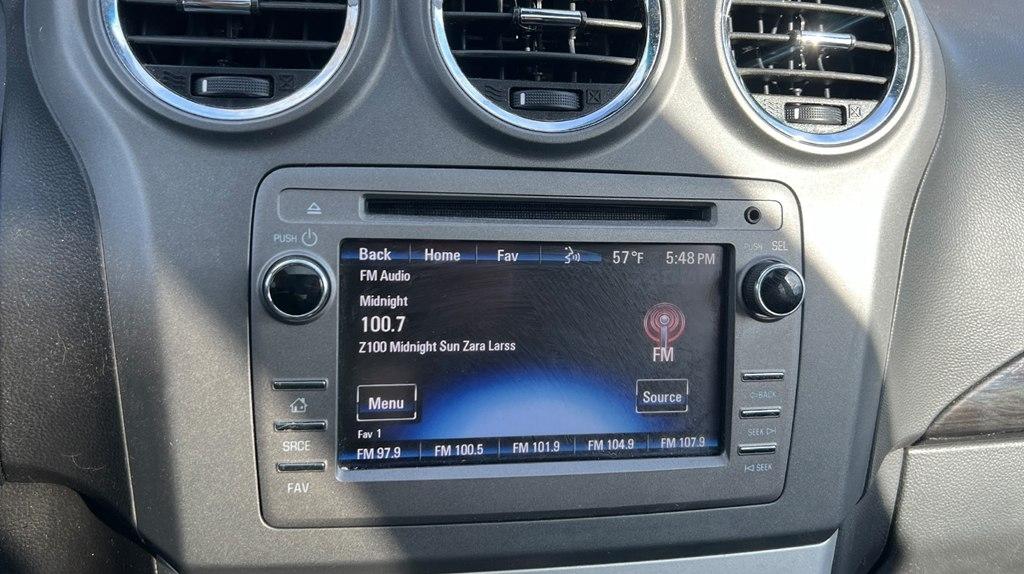 PUSH
PUSH SEL
Back Home Fav 57°F 5:48 PM
FM Audio
Midnight
100.7
Z100 Midnight Sun Zara Larss
FM
Menu
Source
Fav 1
FM 97.9 FM 100.5 FM 101.9 FM 104.9 FM 107.9
SRCE
FAV
BACK
SEEK
SEEK